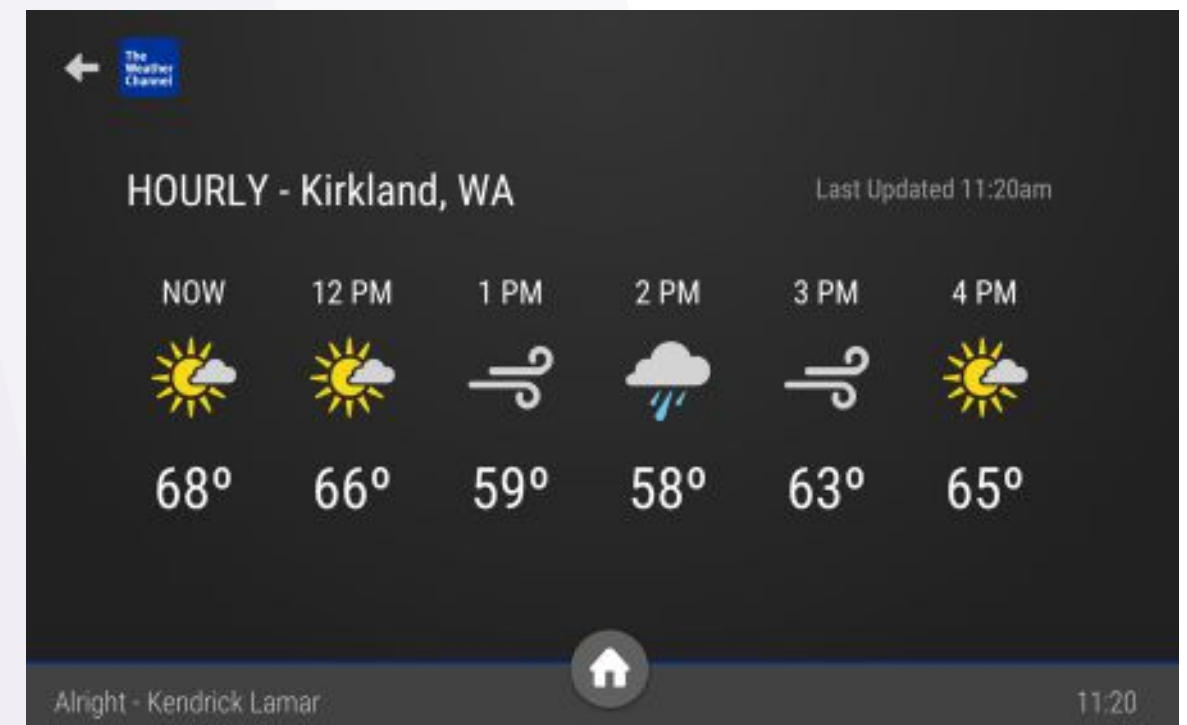 The
Weather
Channel
HOURLY - Kirkland, WA
Last Updated 11:20am
NOW 12 PM 1 PM 2 PM 3 PM 4 PM
68º 66º 59º 58º 63º 65º
Alright - Kendrick Lamar
11:20